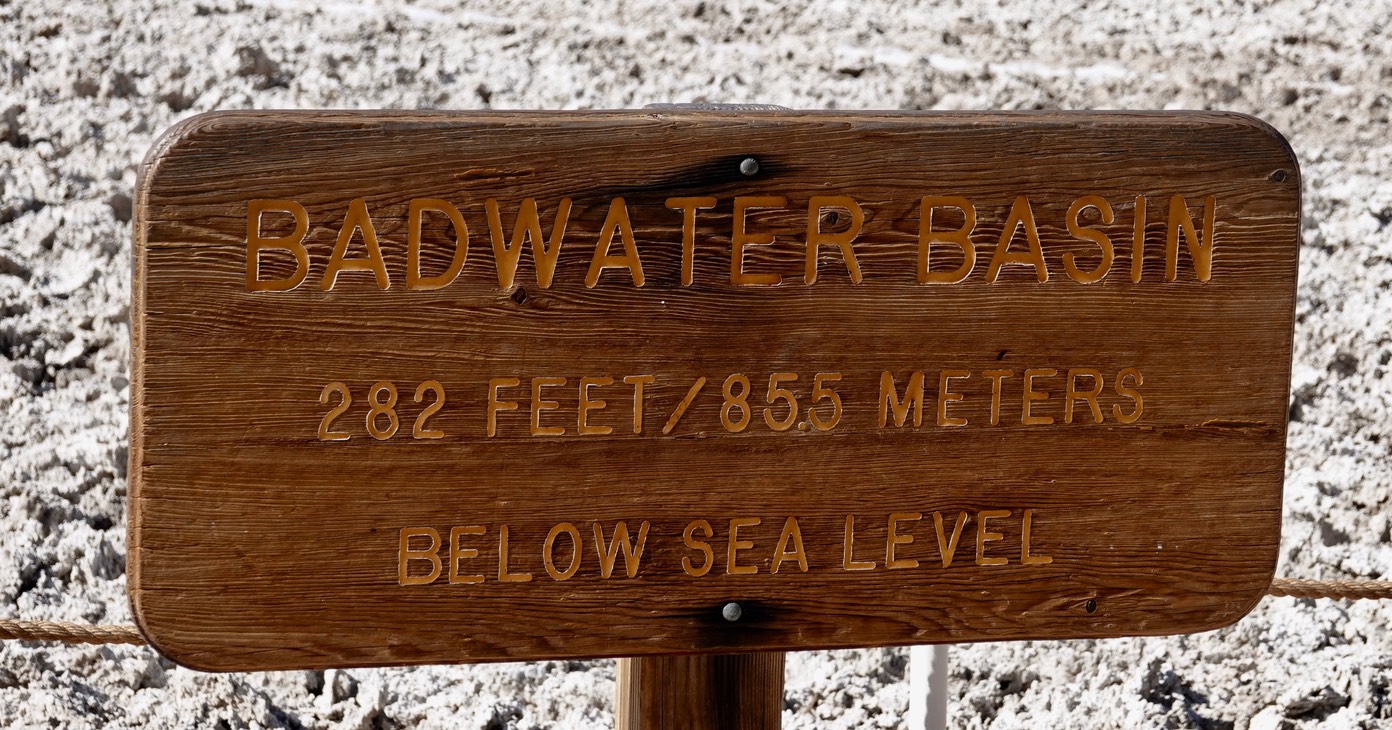 BADWATER BASIN
282 FEET/85.5 METERS
BELOW SEA LEVEL